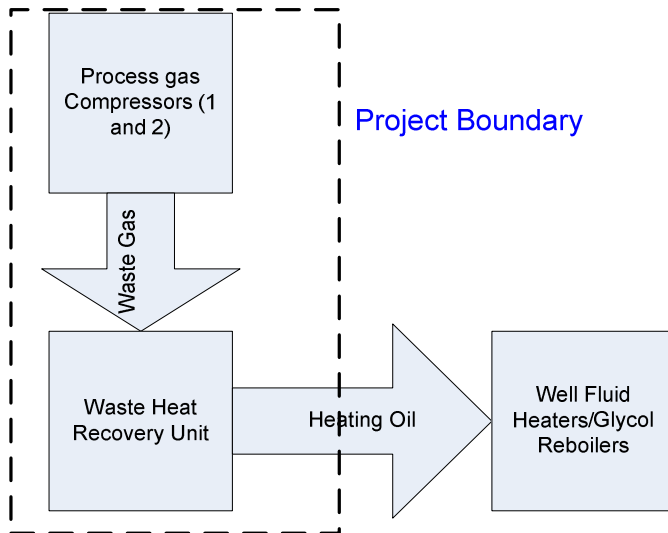 Process gas
Compressors (1
and 2)
Project Boundary
Waste Gas
Waste Heat
Recovery Unit
Heating Oil
Well Fluid
Heaters/Glycol
Reboilers